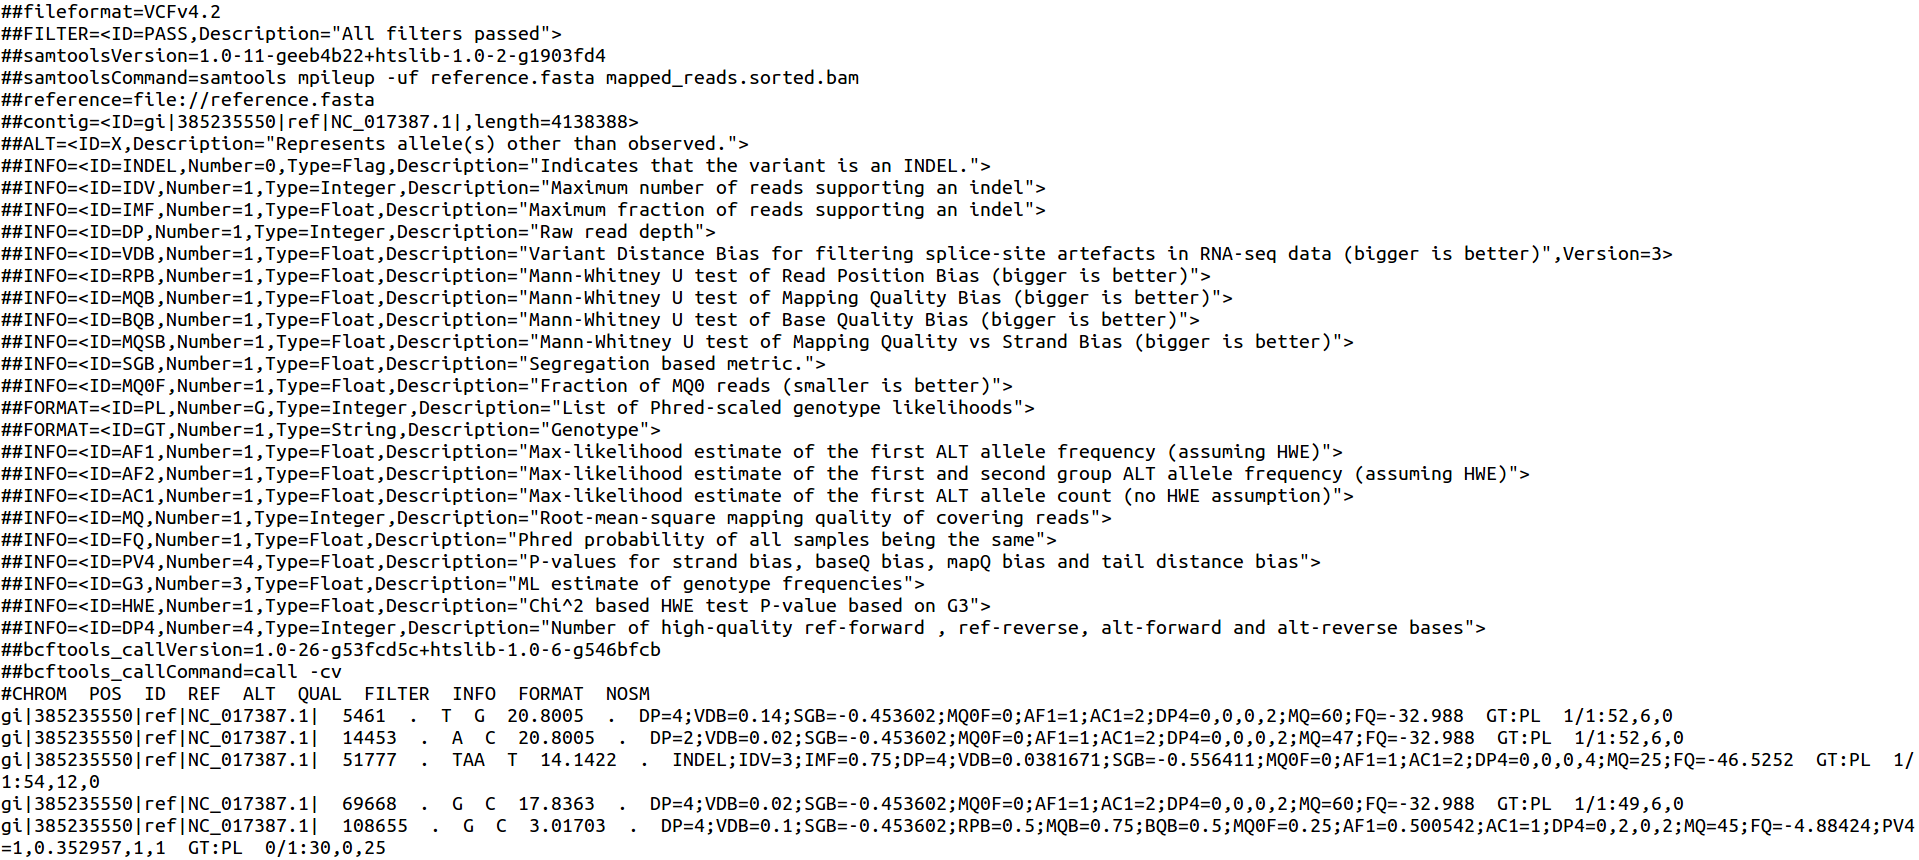 ##fileformat=VCFv4.2
##FILTER=<ID=PASS,Description="All filters passed">
##samtoolsVersion=1.0-11-geeb4b22+htslib-1.0-2-g1903fd4
##samtoolsCommand=samtools mpileup -uf reference.fasta mapped_reads.sorted.bam
##reference=file://reference.fasta
##contig=<ID=gi|385235550|ref|NC_017387.1|,length=4138388>
##ALT=<ID=X,Description="Represents allele(s) other than observed.">
##INFO=<ID=INDEL,Number=0,Type=Flag,Description="Indicates that the variant is an INDEL.">
##INFO=<ID=IDV,Number=1,Type=Integer,Description="Maximum number of reads supporting an indel">
##INFO=<ID=IMF,Number=1,Type=Float,Description="Maximum fraction of reads supporting an indel">
##INFO=<ID=DP,Number=1,Type=Integer,Description="Raw read depth">
##INFO=<ID=VDB,Number=1,Type=Float,Description="Variant Distance Bias for filtering splice-site artefacts in RNA-seq data (bigger is better)",Version=3>
##INFO=<ID=RPB,Number=1,Type=Float,Description="Mann-Whitney U test of Read Position Bias (bigger is better)">
##INFO=<ID=MQB,Number=1,Type=Float,Description="Mann-Whitney U test of Mapping Quality Bias (bigger is better)">
##INFO=<ID=BQB,Number=1,Type=Float,Description="Mann-Whitney U test of Base Quality Bias (bigger is better)">
##INFO=<ID=MQSB,Number=1,Type=Float,Description="Mann-Whitney U test of Mapping Quality vs Strand Bias (bigger is better)">
##INFO=<ID=SGB,Number=1,Type=Float,Description="Segregation based metric.">
##INFO=<ID=MQ0F,Number=1,Type=Float,Description="Fraction of MQ0 reads (smaller is better)">
##FORMAT=<ID=PL,Number=G,Type=Integer,Description="List of Phred-scaled genotype likelihoods">
##FORMAT=<ID=GT,Number=1,Type=String,Description="Genotype">
##INFO=<ID=AF1,Number=1,Type=Float,Description="Max-likelihood estimate of the first ALT allele frequency (assuming HWE)">
##INFO=<ID=AF2,Number=1,Type=Float,Description="Max-likelihood estimate of the first and second group ALT allele frequency (assuming HWE)">
##INFO=<ID=AC1,Number=1,Type=Float,Description="Max-likelihood estimate of the first ALT allele count (no HWE assumption)">
##INFO=<ID=MQ,Number=1,Type=Integer,Description="Root-mean-square mapping quality of covering reads">
##INFO=<ID=FQ,Number=1,Type=Float,Description="Phred probability of all samples being the same">
##INFO=<ID=PV4,Number=4,Type=Float,Description="P-values for strand bias, baseQ bias, mapQ bias and tail distance bias">
##INFO=<ID=G3,Number=3,Type=Float,Description="ML estimate of genotype frequencies">
##INFO=<ID=HWE,Number=1,Type=Float,Description="Chi^2 based HWE test P-value based on G3">
##INFO=<ID=DP4,Number=4,Type=Integer,Description="Number of high-quality ref-forward , ref-reverse, alt-forward and alt-reverse bases">
##bcftools_callVersion=1.0-26-g53fcd5c+htslib-1.0-6-g546bfcb
##bcftools_callCommand=call -cv
#CHROM  POS  ID  REF  ALT  QUAL  FILTER  INFO  FORMAT  NOSM
gi|385235550|ref|NC_017387.1|  5461  .  T  G  20.8005  .  DP=4;VDB=0.14;SGB=-0.453602;MQ0F=0;AF1=1;AC1=2;DP4=0,0,0,2;MQ=60;FQ=-32.988  GT:PL  1/1:52,6,0
gi|385235550|ref|NC_017387.1|  14453  .  A  C  20.8005  .  DP=2;VDB=0.02;SGB=-0.453602;MQ0F=0;AF1=1;AC1=2;DP4=0,0,0,2;MQ=47;FQ=-32.988  GT:PL  1/1:52,6,0
gi|385235550|ref|NC_017387.1|  51777  .  TAA  T  14.1422  .  INDEL;IDV=3;IMF=0.75;DP=4;VDB=0.0381671;SGB=-0.556411;MQ0F=0;AF1=1;AC1=2;DP4=0,0,0,4;MQ=25;FQ=-46.5252  GT:PL  1/
1:54,12,0
gi|385235550|ref|NC_017387.1|  69668  .  G  C  17.8363  .  DP=4;VDB=0.02;SGB=-0.453602;MQ0F=0;AF1=1;AC1=2;DP4=0,0,0,2;MQ=60;FQ=-32.988  GT:PL  1/1:49,6,0
gi|385235550|ref|NC_017387.1|  108655  .  G  C  3.01703  .  DP=4;VDB=0.1;SGB=-0.453602;RPB=0.5;MQB=0.75;BQB=0.5;MQ0F=0.25;AF1=0.500542;AC1=1;DP4=0,2,0,2;MQ=45;FQ=-4.88424;PV4
=1,0.352957,1,1  GT:PL  0/1:30,0,25